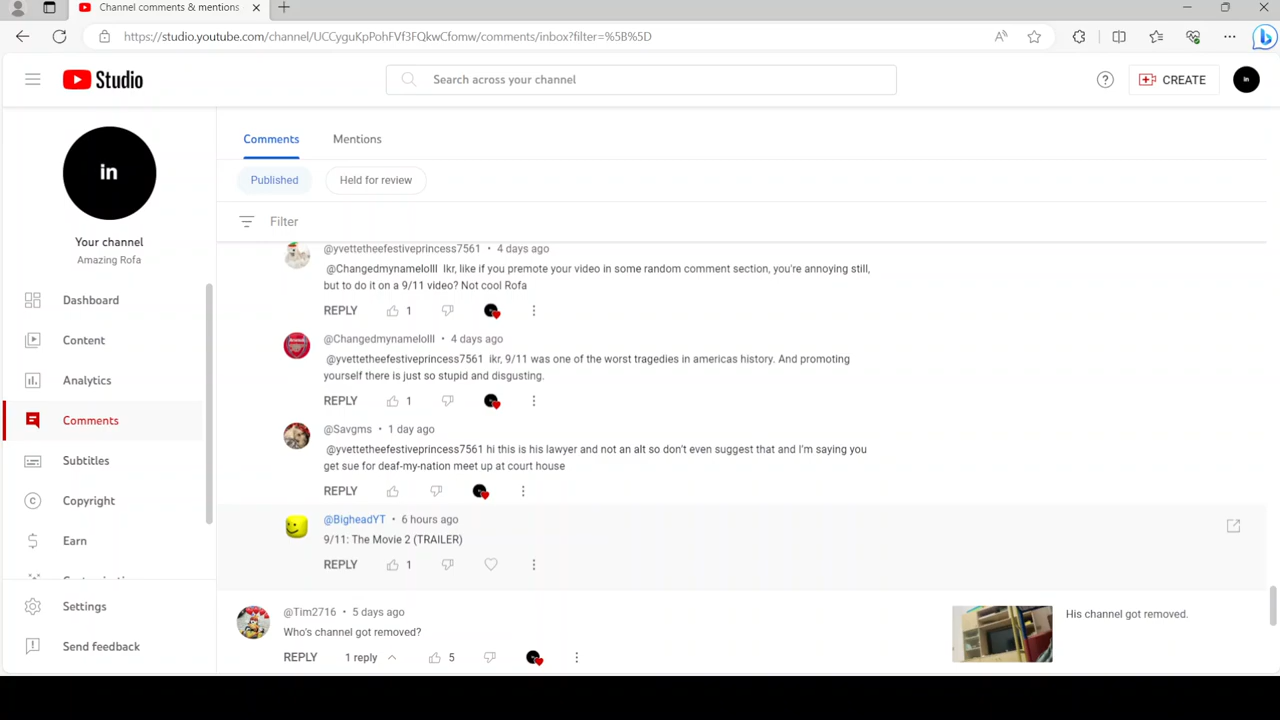 Channel comments & mentions
https://studio.youtube.com/channel/UCCyguKpPohFVf3FQkwCfomw/comments/inbox?filter=%5B%5D
Studio
Search across your channel
CREATE
in
in
Your channel
Amazing Rofa
Dashboard
Content
Analytics
Comments
Subtitles
Copyright
Earn
Settings
Send feedback
Comments
Mentions
Published
Held for review
Filter
@yvettetheefestiveprincess7561 • 4 days ago
@Changedmynamelolll Ikr, like if you premote your video in some random comment section, you're annoying still,
but to do it on a 9/11 video? Not cool Rofa
REPLY 1
@Changedmynamelolll • 4 days ago
@yvettetheefestiveprincess7561 ikr, 9/11 was one of the worst tragedies in americas history. And promoting
yourself there is just so stupid and disgusting.
REPLY 1
@Savgms • 1 day ago
@yvettetheefestiveprincess7561 hi this is his lawyer and not an alt so don't even suggest that and I'm saying you
get sue for deaf-my-nation meet up at court house
REPLY
@BigheadYT • 6 hours ago
9/11: The Movie 2 (TRAILER)
REPLY 1
@Tim2716 • 5 days ago
Who's channel got removed?
REPLY 1 reply 5
His channel got removed.